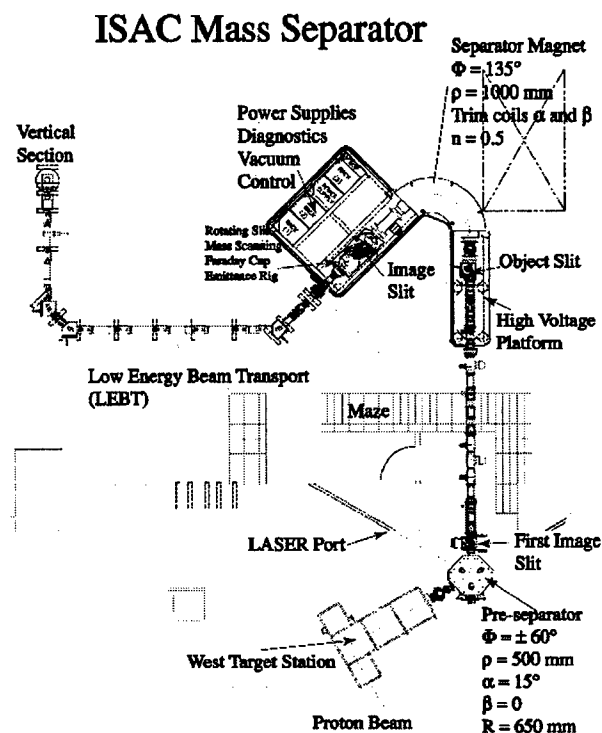 ISAC Mass Separator
Separator Magnet
Φ = 135°
ρ = 1000 mm
Trim coils α and β
n = 0.5
Power Supplies
Diagnostics
Vacuum
Control
Vertical
Section
Rotating Slit
Mass Scanning
Faraday Cup
Emittance Rig
Image
Slit
Object Slit
High Voltage
Platform
Low Energy Beam Transport
(LEBT)
Maze
LASER Port
First Image
Slit
Pre-separator
Φ = ± 60°
ρ = 500 mm
α = 15°
β = 0
R = 650 mm
West Target Station
Proton Beam